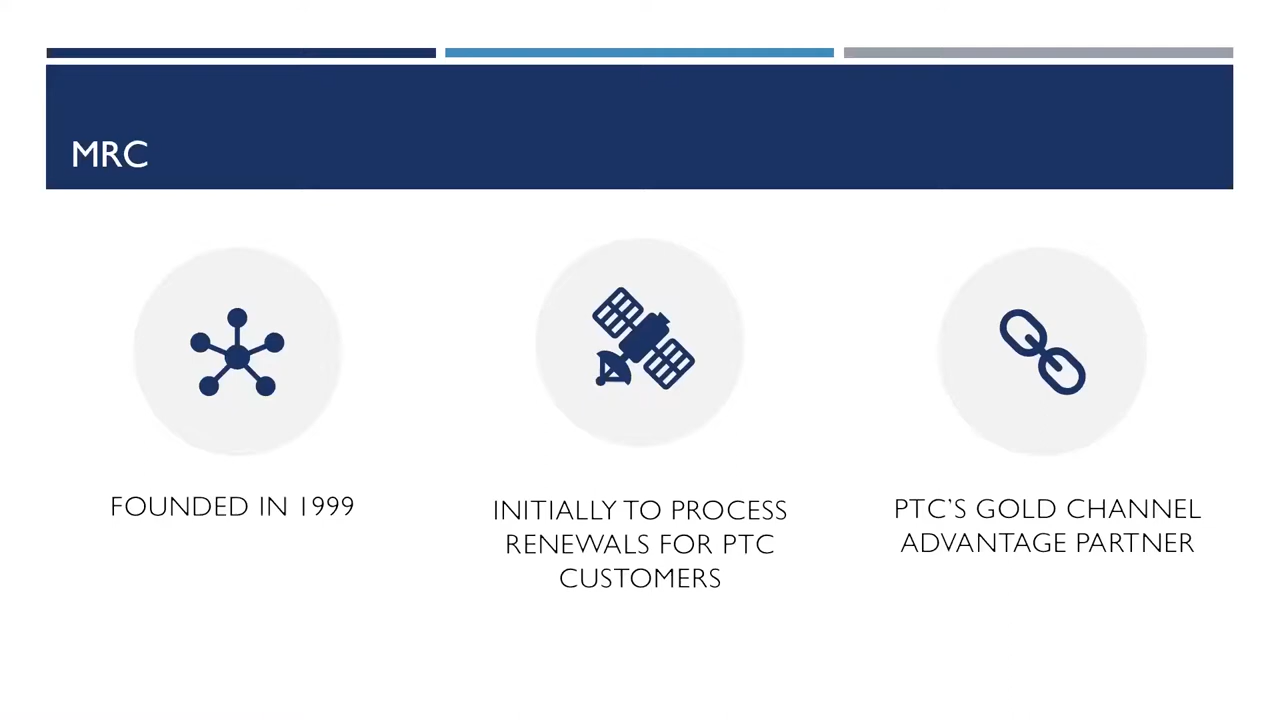 MRC
FOUNDED IN 1999
INITIALLY TO PROCESS
RENEWALS FOR PTC
CUSTOMERS
PTC'S GOLD CHANNEL
ADVANTAGE PARTNER